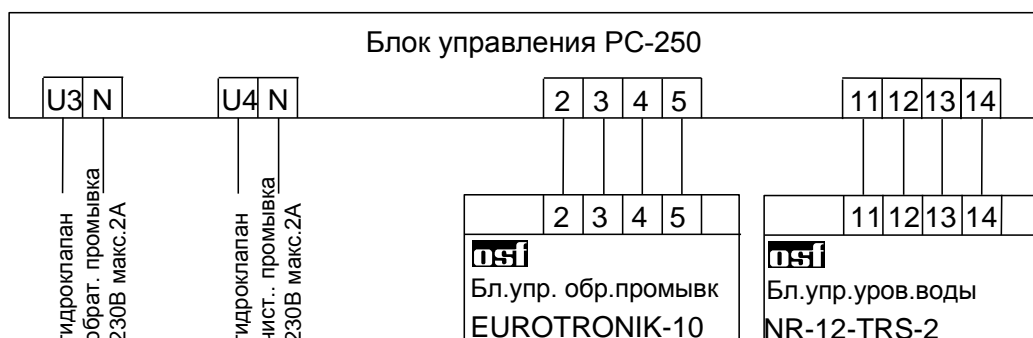 Блок управления PC-250
U3 N
U4 N
2 3 4 5
11 12 13 14
гидроклапан
обрат. промывка
230В макс.2А
гидроклапан
чист.. промывка
230В макс.2А
2 3 4 5
osf
Бл.упр. обр.промывк
EUROTRONIK-10
11 12 13 14
osf
Бл.упр.уров.воды
NR-12-TRS-2